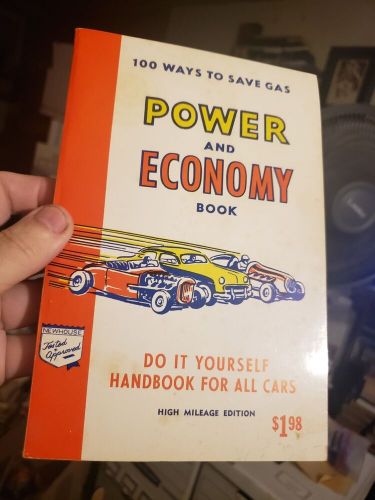 100 WAYS TO SAVE GAS
POWER
AND
ECONOMY
BOOK
NEWHOUSE
Tested
Approved
DO IT YOURSELF
HANDBOOK FOR ALL CARS
HIGH MILEAGE EDITION
$1.98